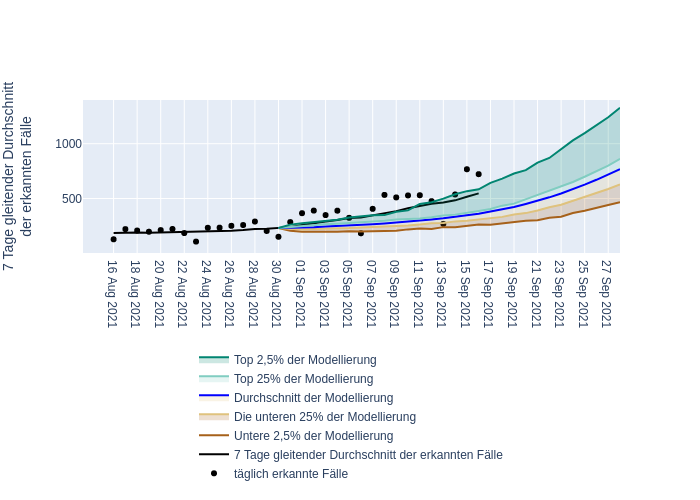 7 Tage gleitender Durchschnitt
der erkannten Fälle
1000
500
16 Aug 2021
18 Aug 2021
20 Aug 2021
22 Aug 2021
24 Aug 2021
26 Aug 2021
28 Aug 2021
30 Aug 2021
01 Sep 2021
03 Sep 2021
05 Sep 2021
07 Sep 2021
09 Sep 2021
11 Sep 2021
13 Sep 2021
15 Sep 2021
17 Sep 2021
19 Sep 2021
21 Sep 2021
23 Sep 2021
25 Sep 2021
27 Sep 2021
Top 2,5% der Modellierung
Top 25% der Modellierung
Durchschnitt der Modellierung
Die unteren 25% der Modellierung
Untere 2,5% der Modellierung
7 Tage gleitender Durchschnitt der erkannten Fälle
täglich erkannte Fälle